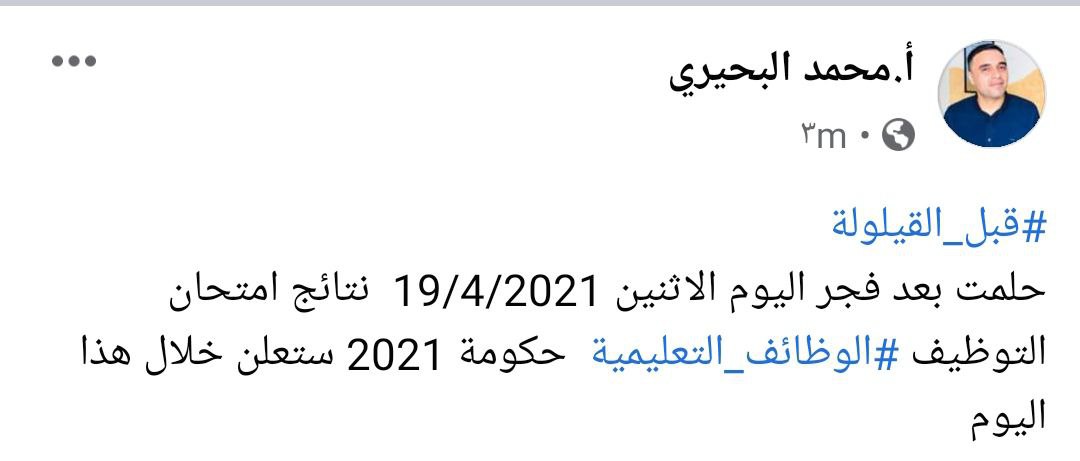 أ.محمد البحيري
٣m
#قبل_القيلولة
حلمت بعد فجر اليوم الاثنين 19/4/2021 نتائج امتحان
التوظيف #الوظائف_التعليمية حكومة 2021 ستعلن خلال هذا
اليوم